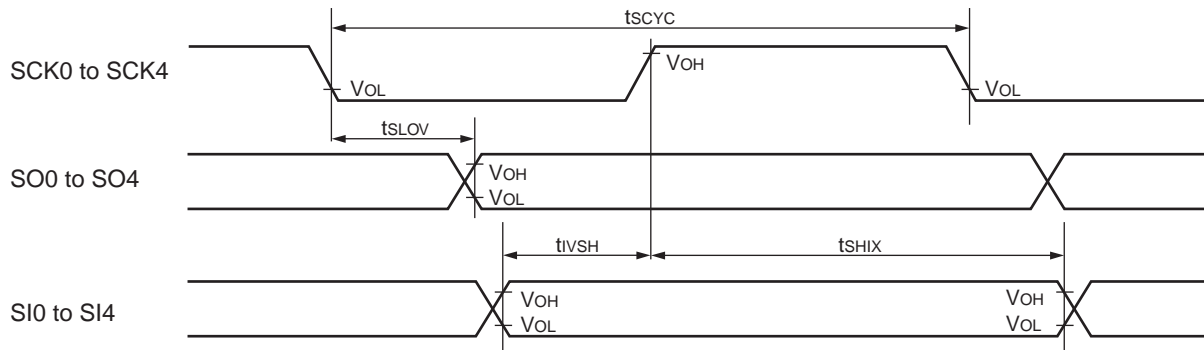 tSCYC
SCK0 to SCK4
VOH
VOL
VOL
tSLOV
SO0 to SO4
VOH
VOL
tIVSH
tSHIX
SI0 to SI4
VOH
VOH
VOL
VOL